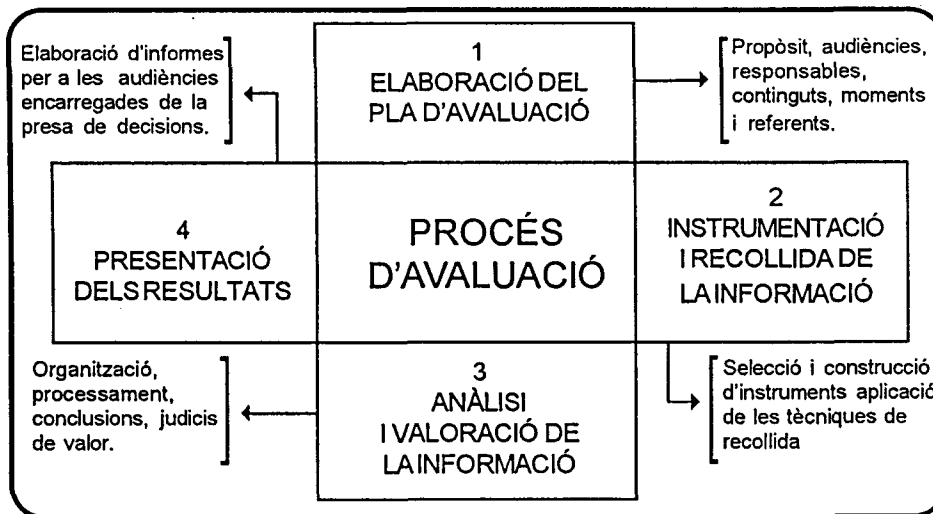 Elaboració d'informes
per a les audiències
encarregades de la
presa de decisions.
1
ELABORACIÓ DEL
PLA D'AVALUACIÓ
Propòsit, audiències,
responsables,
continguts, moments
i referents.
4
PRESENTACIÓ
DELS RESULTATS
PROCÉS
D'AVALUACIÓ
2
INSTRUMENTACIÓ
I RECOLLIDA DE
LA INFORMACIÓ
Organització,
processament,
conclusions, judicis
de valor.
3
ANÀLISI
I VALORACIÓ DE
LA INFORMACIÓ
Selecció i construcció
d'instruments aplicació
de les tècniques de
recollida